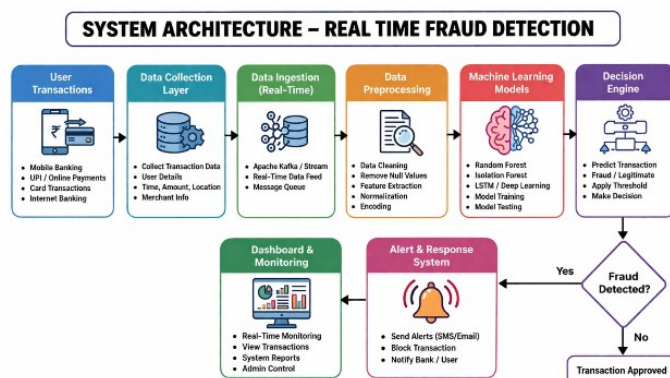 SYSTEM ARCHITECTURE – REAL TIME FRAUD DETECTION
User
Transactions
₹
• Mobile Banking
• UPI / Online Payments
• Card Transactions
• Internet Banking
Data Collection
Layer
• Collect Transaction Data
• User Details
• Time, Amount, Location
• Merchant Info
Data Ingestion
(Real-Time)
• Apache Kafka / Stream
• Real-Time Data Feed
• Message Queue
Data
Preprocessing
• Data Cleaning
• Remove Null Values
• Feature Extraction
• Normalization
• Encoding
Machine Learning
Models
• Random Forest
• Isolation Forest
• LSTM / Deep Learning
• Model Training
• Model Testing
Decision
Engine
• Predict Transaction
• Fraud / Legitimate
• Apply Threshold
• Make Decision
Fraud
Detected?
Yes
No
Alert & Response
System
• Send Alerts (SMS/Email)
• Block Transaction
• Notify Bank / User
Dashboard &
Monitoring
• Real-Time Monitoring
• View Transactions
• System Reports
• Admin Control
Transaction Approved